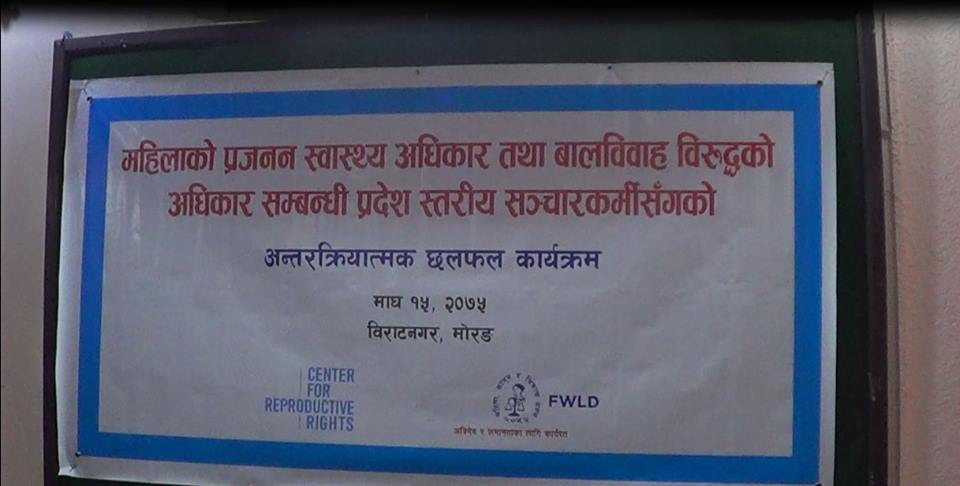 महिलाको प्रजनन स्वास्थ्य अधिकार तथा बालविवाह विरुद्धको
अधिकार सम्बन्धी प्रदेश स्तरीय सञ्चारकर्मीसँगको
अन्तरक्रियात्मक छलफल कार्यक्रम
माघ १५, २०७५
विराटनगर, मोरङ
CENTER
FOR
REPRODUCTIVE
RIGHTS
FWLD